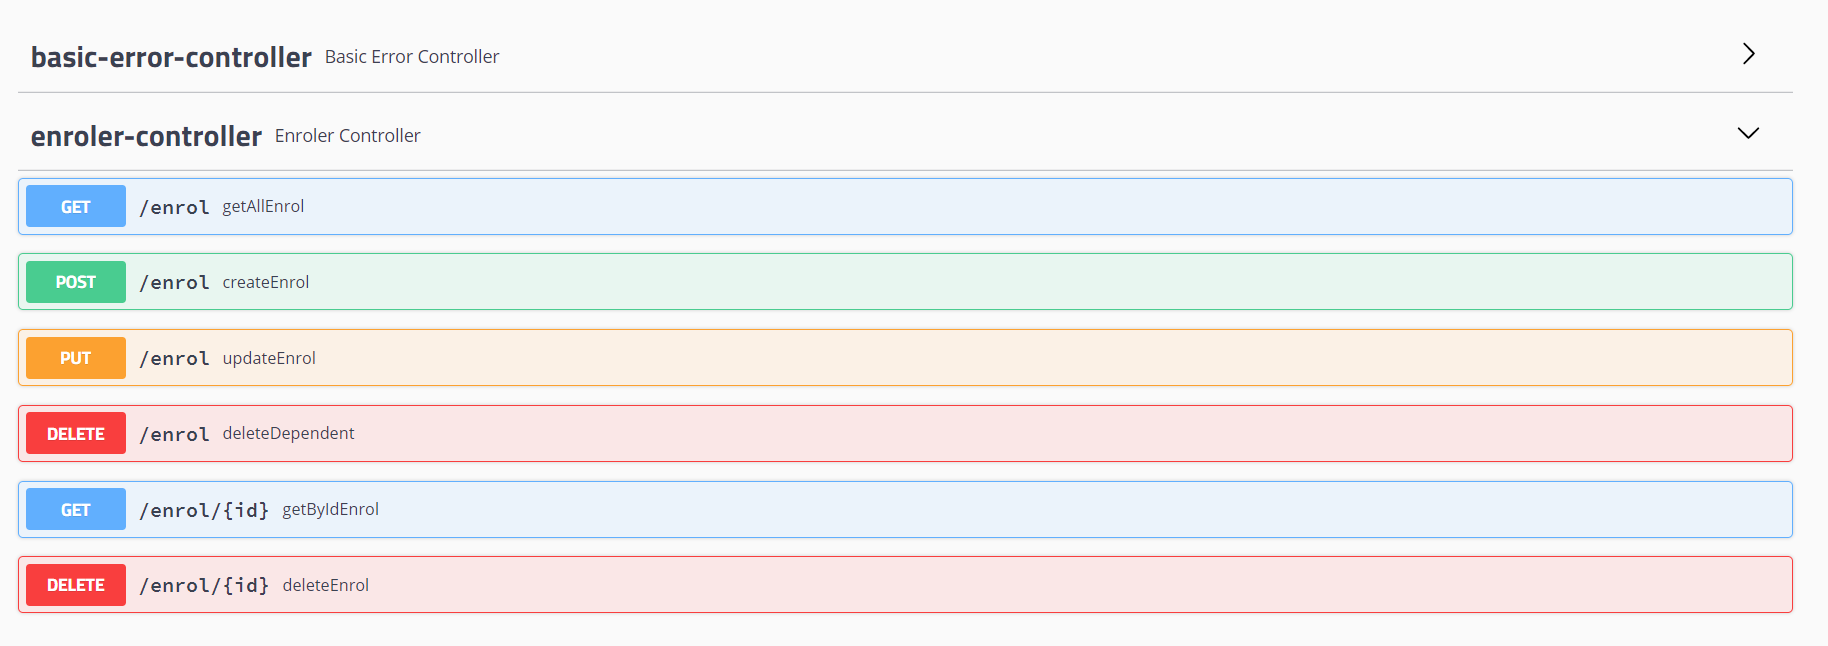 basic-error-controller Basic Error Controller
enroler-controller Enroler Controller
GET /enrol getAllEnrol
POST /enrol createEnrol
PUT /enrol updateEnrol
DELETE /enrol deleteDependent
GET /enrol/{id} getByIdEnrol
DELETE /enrol/{id} deleteEnrol